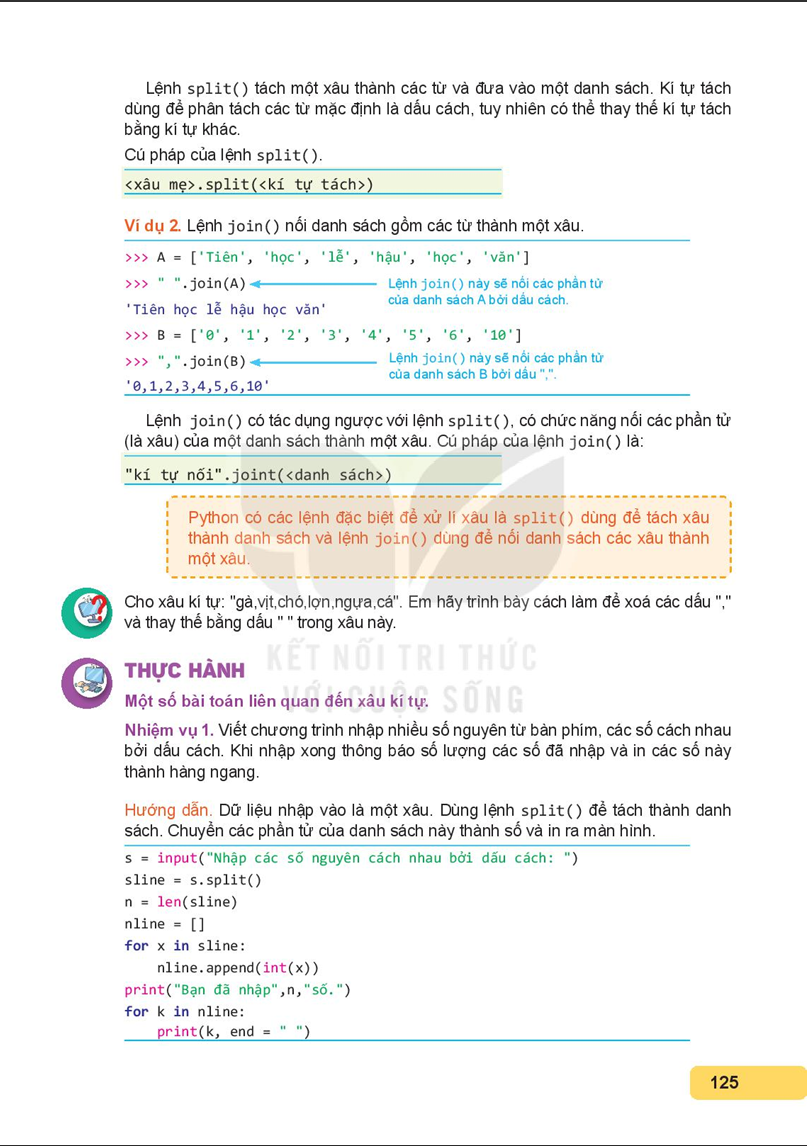 Lệnh split() tách một xâu thành các từ và đưa vào một danh sách. Kí tự tách
dùng để phân tách các từ mặc định là dấu cách, tuy nhiên có thể thay thế kí tự tách
bằng kí tự khác.
Cú pháp của lệnh split().
<xâu mẹ>.split(<kí tự tách>)
Ví dụ 2. Lệnh join() nối danh sách gồm các từ thành một xâu.
>>> A = ['Tiên', 'học', 'lễ', 'hậu', 'học', 'văn']
>>> " ".join(A)
Lệnh join() này sẽ nối các phần tử
của danh sách A bởi dấu cách.
'Tiên học lễ hậu học văn'
>>> B = ['0', '1', '2', '3', '4', '5', '6', '10']
>>> ",".join(B)
Lệnh join() này sẽ nối các phần tử
của danh sách B bởi dấu ",".
'0,1,2,3,4,5,6,10'
Lệnh join() có tác dụng ngược với lệnh split(), có chức năng nối các phần tử
(là xâu) của một danh sách thành một xâu. Cú pháp của lệnh join() là:
"kí tự nối".joint(<danh sách>)
Python có các lệnh đặc biệt để xử lí xâu là split() dùng để tách xâu
thành danh sách và lệnh join() dùng để nối danh sách các xâu thành
một xâu.
Cho xâu kí tự: "gà,vịt,chó,lợn,ngựa,cá". Em hãy trình bày cách làm để xoá các dấu ","
và thay thế bằng dấu " " trong xâu này.
KẾT NỐI TRI THỨC
VỚI CUỘC SỐNG
THỰC HÀNH
Một số bài toán liên quan đến xâu kí tự.
Nhiệm vụ 1. Viết chương trình nhập nhiều số nguyên từ bàn phím, các số cách nhau
bởi dấu cách. Khi nhập xong thông báo số lượng các số đã nhập và in các số này
thành hàng ngang.
Hướng dẫn. Dữ liệu nhập vào là một xâu. Dùng lệnh split() để tách thành danh
sách. Chuyển các phần tử của danh sách này thành số và in ra màn hình.
s = input("Nhập các số nguyên cách nhau bởi dấu cách: ")
sline = s.split()
n = len(sline)
nline = []
for x in sline:
    nline.append(int(x))
print("Bạn đã nhập",n,"số.")
for k in nline:
    print(k, end = " ")
125